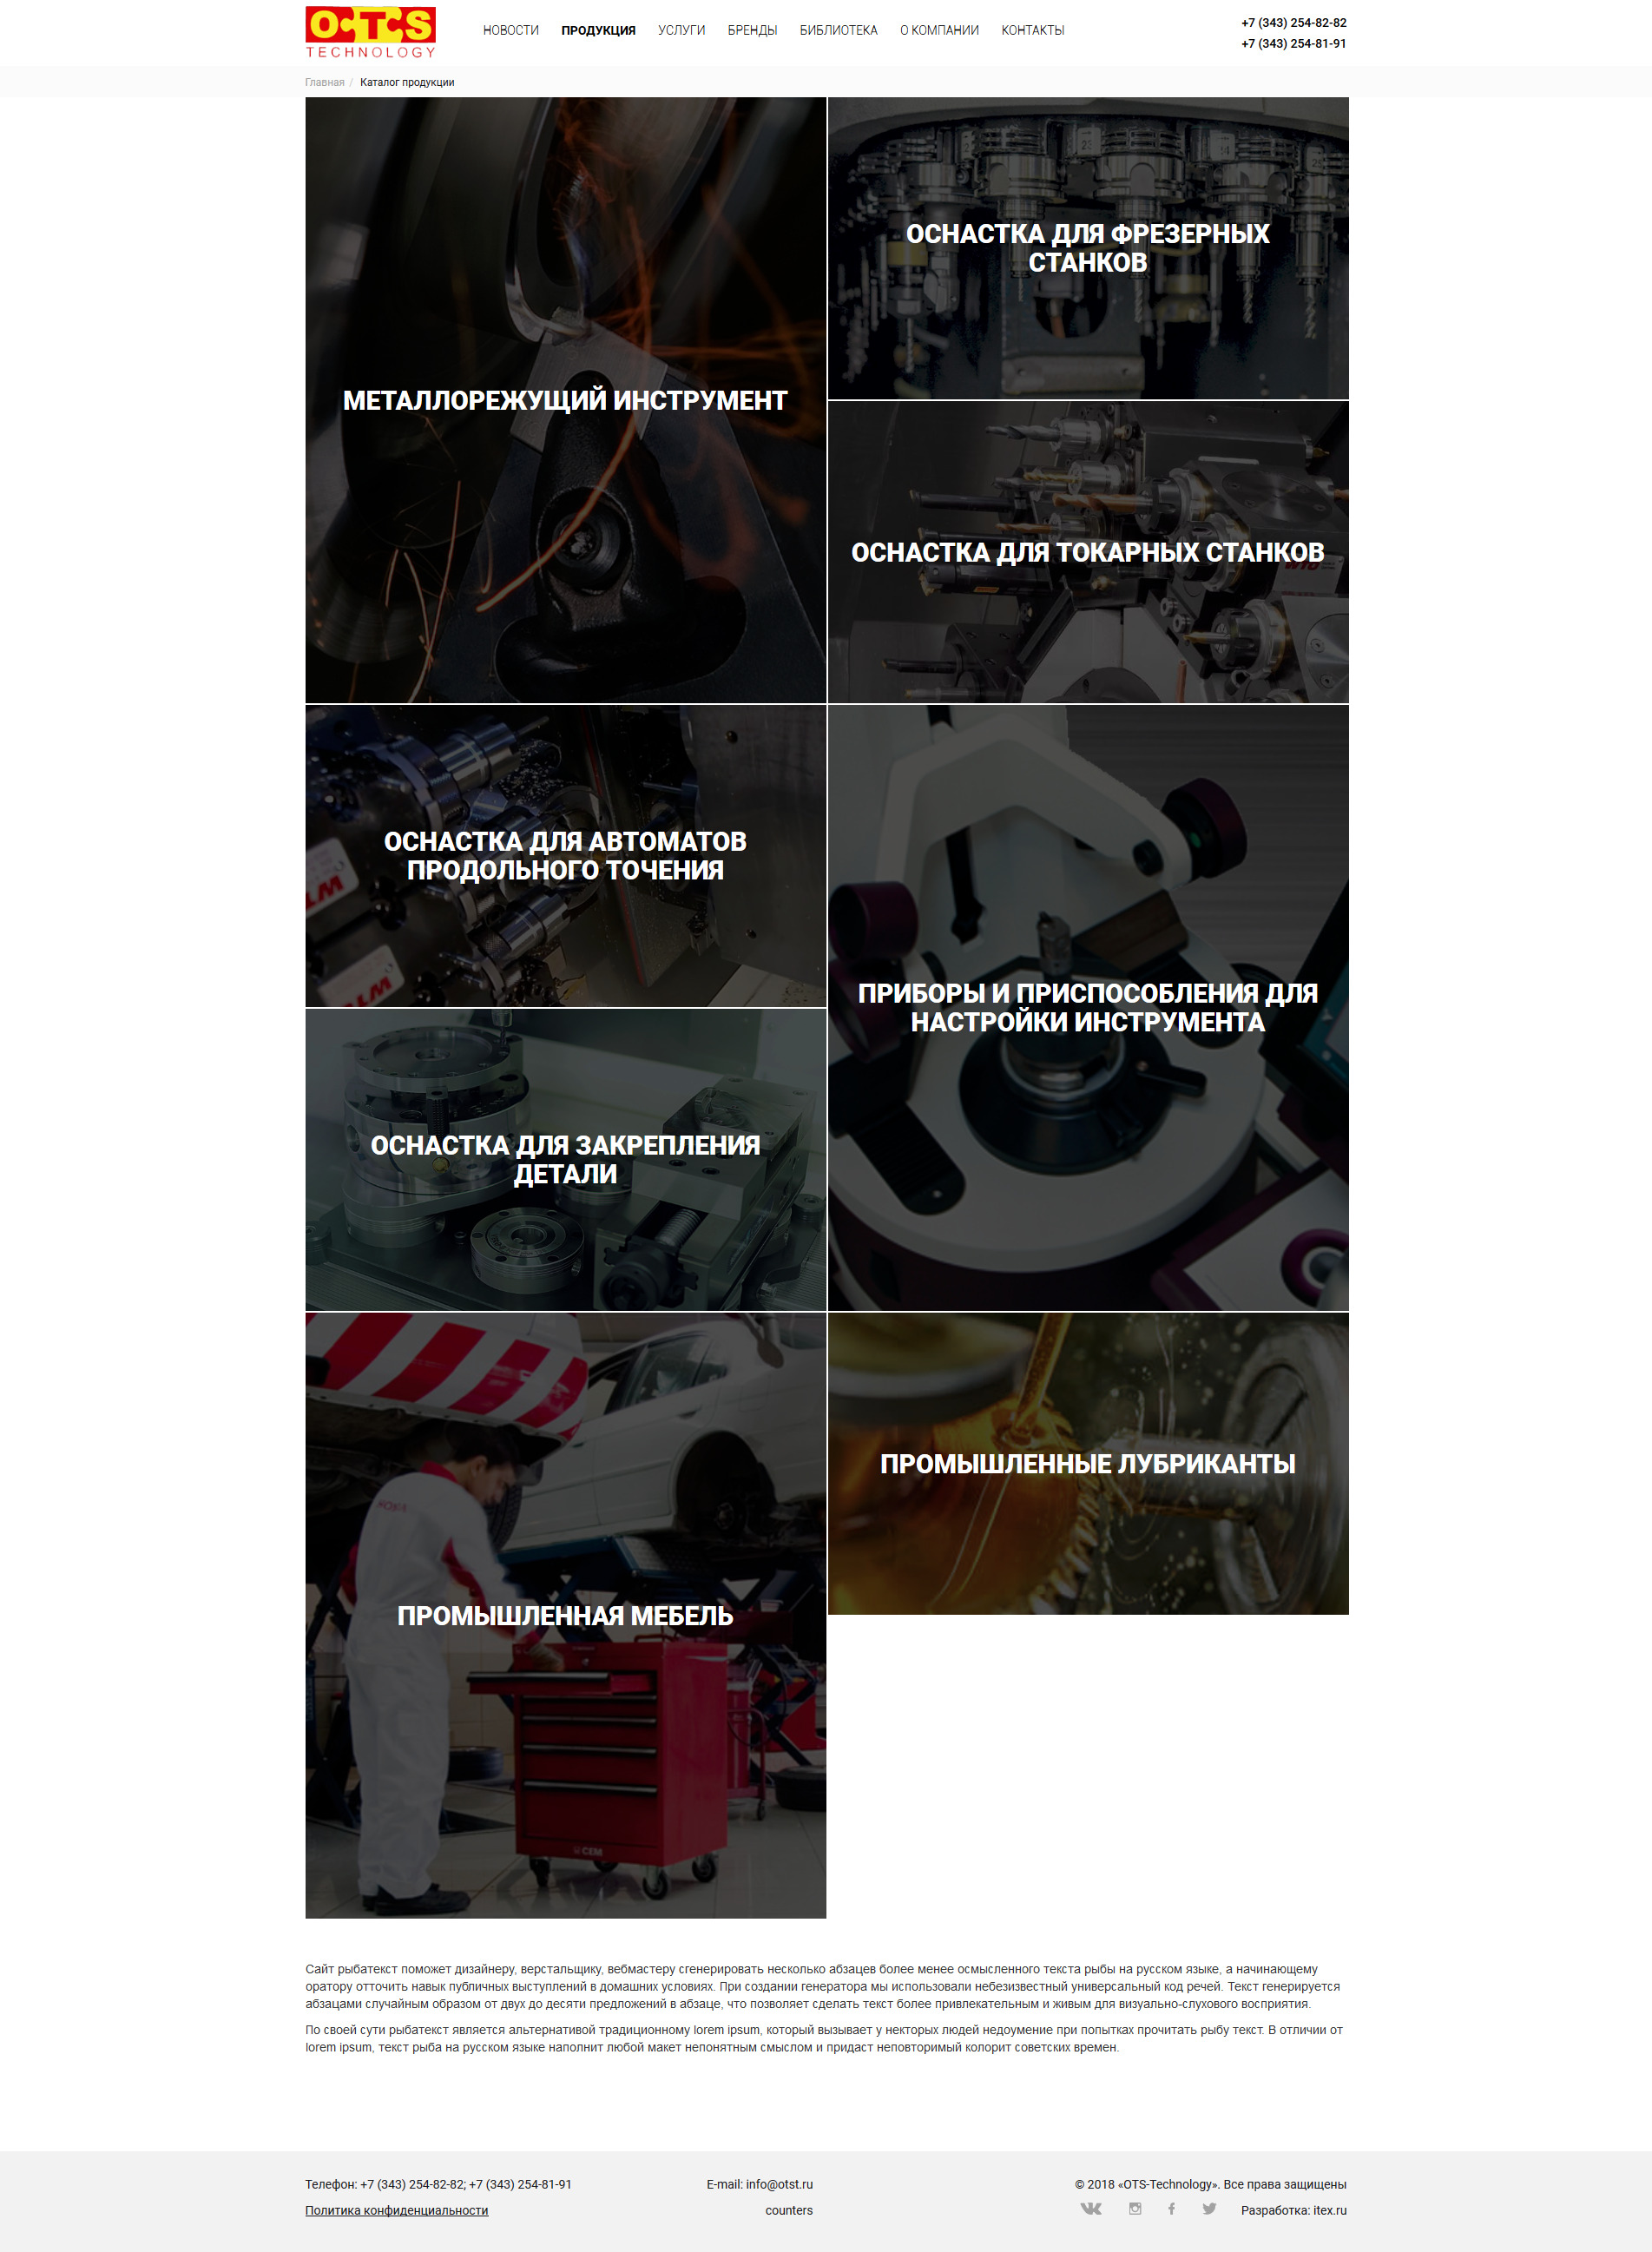 OTS
TECHNOLOGY
НОВОСТИ ПРОДУКЦИЯ УСЛУГИ БРЕНДЫ БИБЛИОТЕКА О КОМПАНИИ КОНТАКТЫ
+7 (343) 254-82-82
+7 (343) 254-81-91
Главная / Каталог продукции
МЕТАЛЛОРЕЖУЩИЙ ИНСТРУМЕНТ
ОСНАСТКА ДЛЯ ФРЕЗЕРНЫХ
СТАНКОВ
ОСНАСТКА ДЛЯ ТОКАРНЫХ СТАНКОВ
ОСНАСТКА ДЛЯ АВТОМАТОВ
ПРОДОЛЬНОГО ТОЧЕНИЯ
ПРИБОРЫ И ПРИСПОСОБЛЕНИЯ ДЛЯ
НАСТРОЙКИ ИНСТРУМЕНТА
ОСНАСТКА ДЛЯ ЗАКРЕПЛЕНИЯ
ДЕТАЛИ
ПРОМЫШЛЕННАЯ МЕБЕЛЬ
ПРОМЫШЛЕННЫЕ ЛУБРИКАНТЫ
Сайт рыбатекст поможет дизайнеру, верстальщику, вебмастеру сгенерировать несколько абзацев более менее осмысленного текста рыбы на русском языке, а начинающему
оратору отточить навык публичных выступлений в домашних условиях. При создании генератора мы использовали небезизвестный универсальный код речей. Текст генерируется
абзацами случайным образом от двух до десяти предложений в абзаце, что позволяет сделать текст более привлекательным и живым для визуально-слухового восприятия.
По своей сути рыбатекст является альтернативой традиционному lorem ipsum, который вызывает у некторых людей недоумение при попытках прочитать рыбу текст. В отличии от
lorem ipsum, текст рыба на русском языке наполнит любой макет непонятным смыслом и придаст неповторимый колорит советских времен.
Телефон: +7 (343) 254-82-82; +7 (343) 254-81-91
E-mail: info@otst.ru
© 2018 «OTS-Technology». Все права защищены
Политика конфиденциальности
counters
Разработка: itex.ru